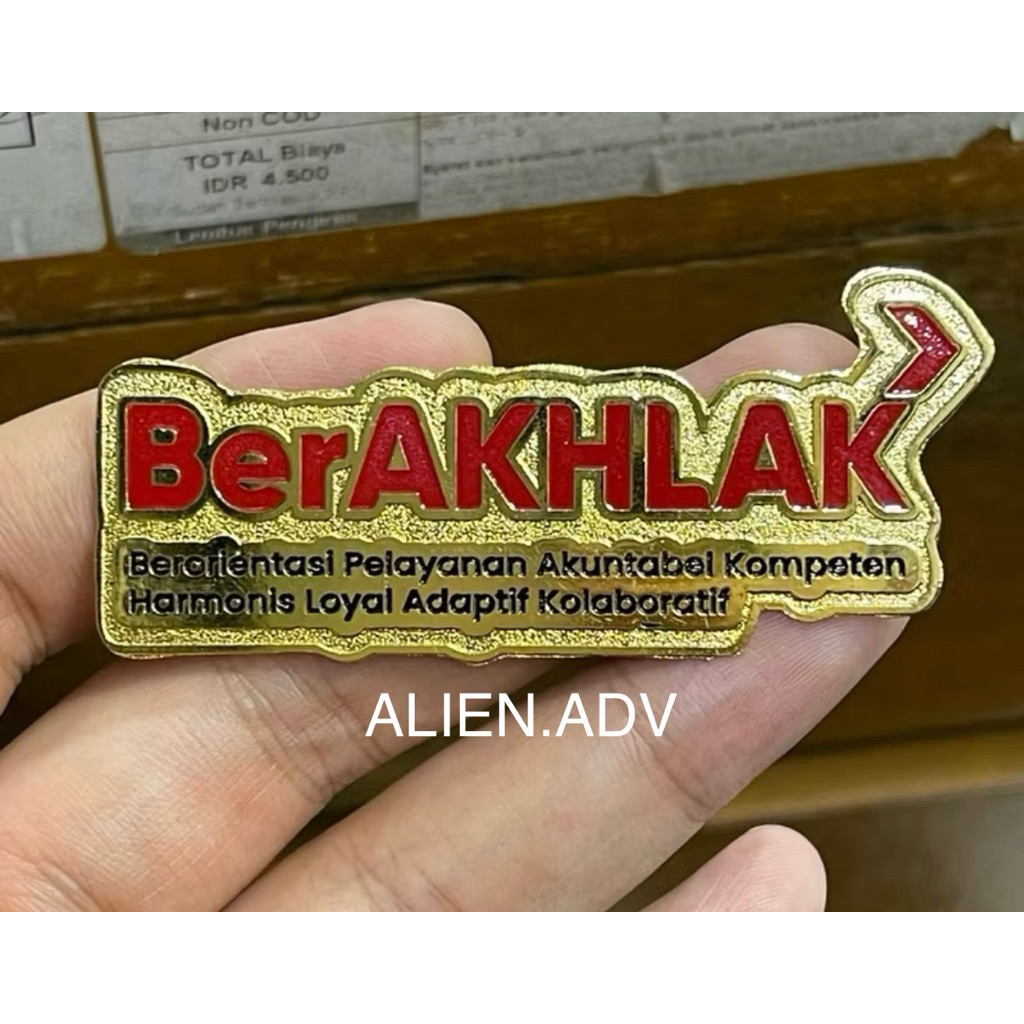 Non COD
TOTAL Biaya
IDR 4,500
BerAKHLAK
Berorientasi Pelayanan Akuntabel Kompeten
Harmonis Loyal Adaptif Kolaboratif
ALIEN.ADV